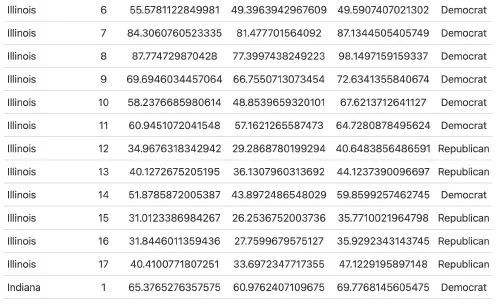 Illinois 6 55.5781122849981 49.3963942967609 49.5907407021302 Democrat
Illinois 7 84.3060760523335 81.477701564092 87.1344505405749 Democrat
Illinois 8 87.774729870428 77.3997438249223 98.1497159159337 Democrat
Illinois 9 69.6946034457064 66.7550713073454 72.6341355840674 Democrat
Illinois 10 58.2376685980614 48.8539659320101 67.6213712641127 Democrat
Illinois 11 60.9451072041548 57.1621265587473 64.7280878495624 Democrat
Illinois 12 34.9676318342942 29.2868780199294 40.6483856486591 Republican
Illinois 13 40.1272675205195 36.1307960313692 44.1237390096697 Republican
Illinois 14 51.8785872005387 43.8972486548029 59.8599257462745 Democrat
Illinois 15 31.0123386984267 26.2536752003736 35.7710021964798 Republican
Illinois 16 31.8446011359436 27.7599679575127 35.9292343143745 Republican
Illinois 17 40.4100771807251 33.6972347717355 47.1229195897148 Republican
Indiana 1 65.3765276357575 60.9762407109675 69.7768145605475 Democrat